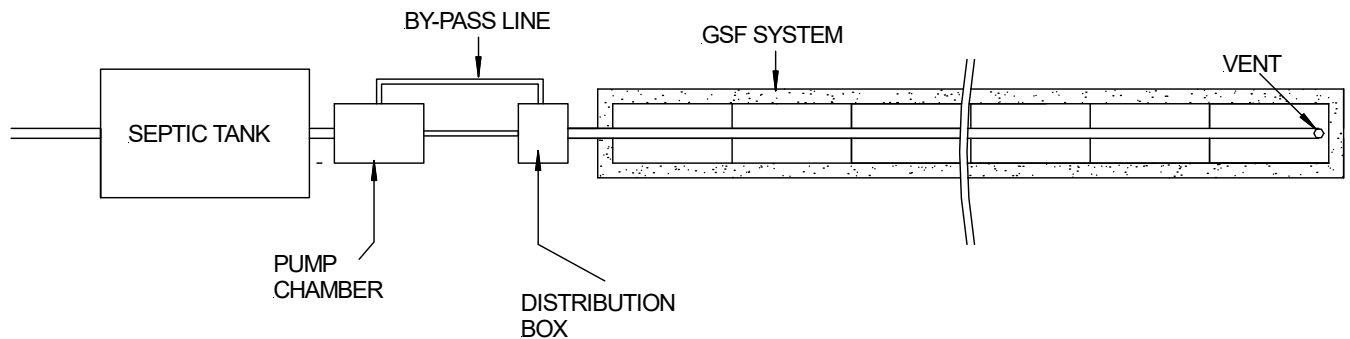 BY-PASS LINE
GSF SYSTEM
VENT
SEPTIC TANK
PUMP
CHAMBER
DISTRIBUTION
BOX